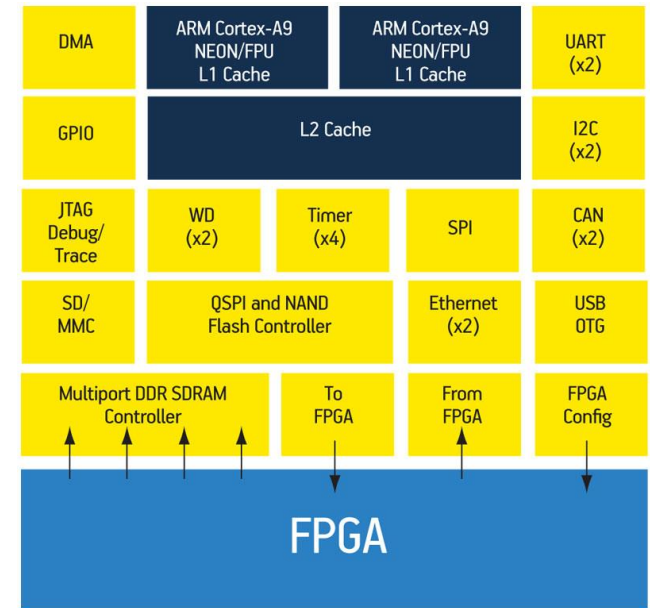 DMA
ARM Cortex-A9
NEON/FPU
L1 Cache
ARM Cortex-A9
NEON/FPU
L1 Cache
UART
(x2)
GPIO
L2 Cache
I2C
(x2)
JTAG
Debug/
Trace
WD
(x2)
Timer
(x4)
SPI
CAN
(x2)
SD/
MMC
QSPI and NAND
Flash Controller
Ethernet
(x2)
USB
OTG
Multiport DDR SDRAM
Controller
To
FPGA
From
FPGA
FPGA
Config
FPGA